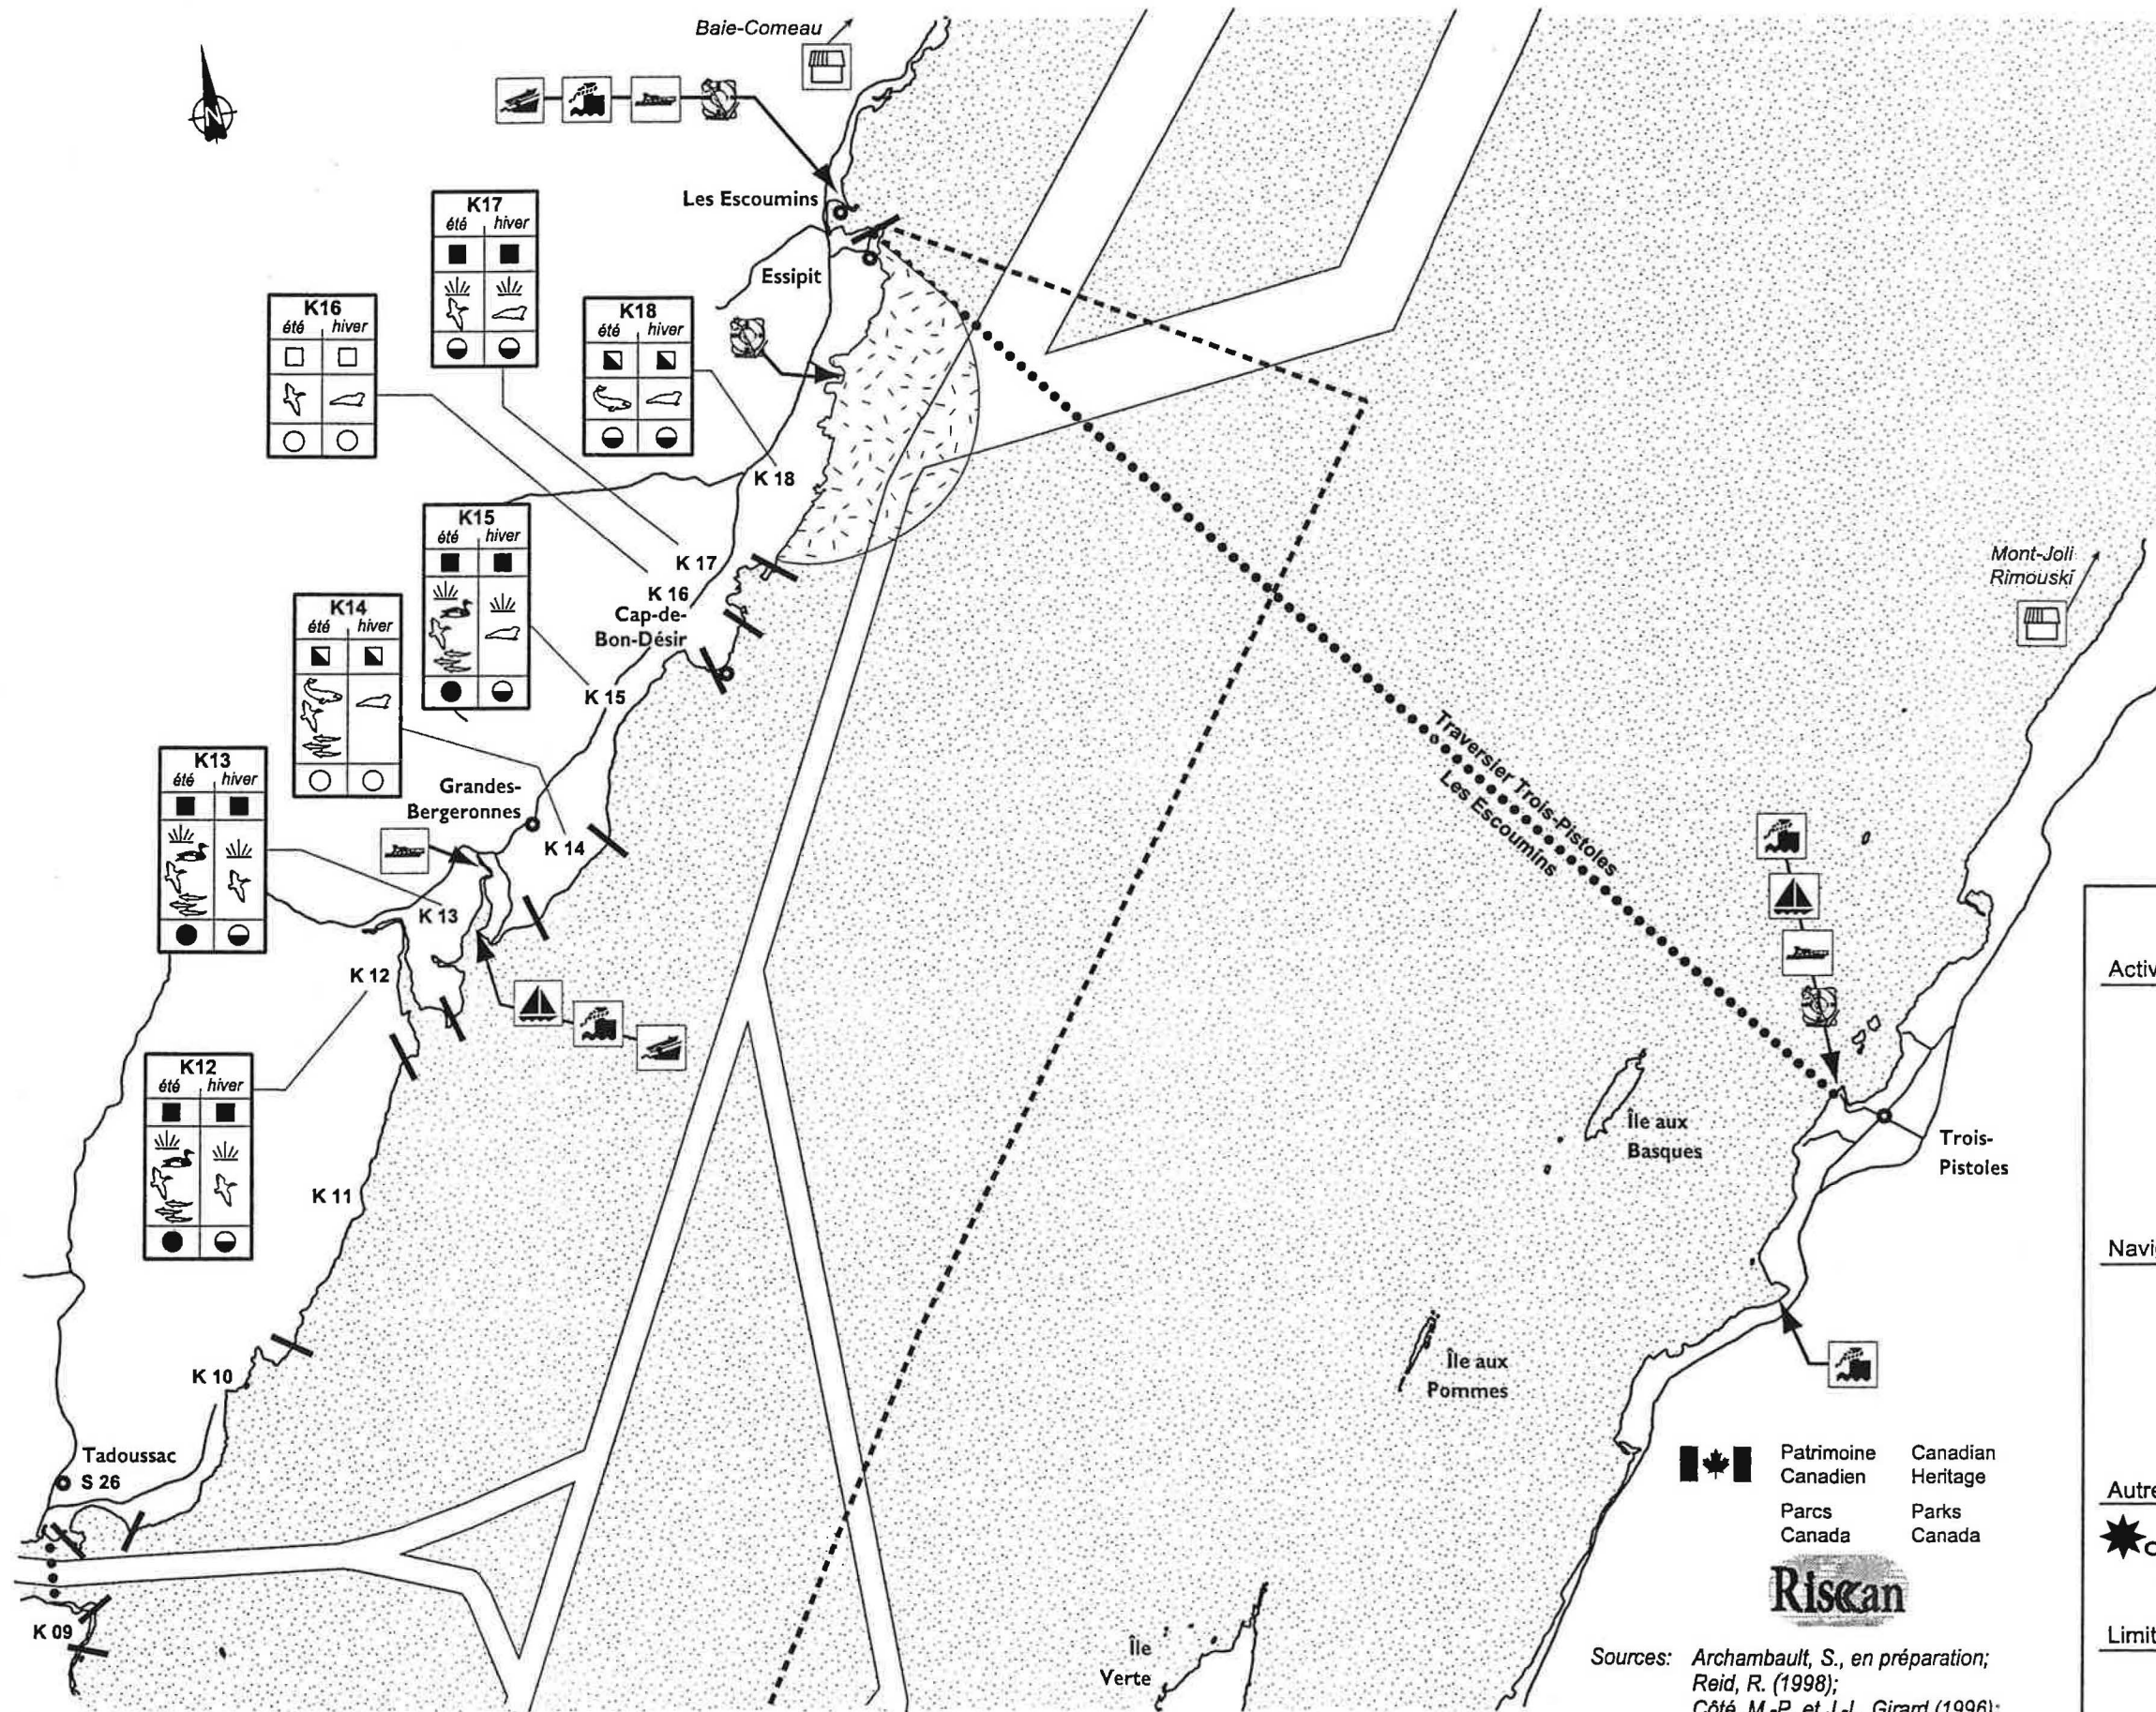 Baie-Comeau
N
Les Escoumins
K17
été hiver
Essipit
K16
été hiver
K18
été hiver
K 18
K15
été hiver
K 17
K 16
Cap-de-
Bon-Désir
Mont-Joli
Rimouski
K14
été hiver
K 15
Traversier Trois-Pistoles
Les Escoumins
K13
été hiver
Grandes-
Bergeronnes
K 14
K 13
K 12
Activ
K12
été hiver
Île aux
Basques
Trois-
Pistoles
K 11
Navi
Île aux
Pommes
K 10
Tadoussac
S 26
Patrimoine Canadian
Canadien Heritage
Parcs Parks
Canada Canada
Autre
Riscan
K 09
Limit
Île
Verte
Sources: Archambault, S., en préparation;
Reid, R. (1998);
Côté, M.-P. et J.-L. Girard (1996);